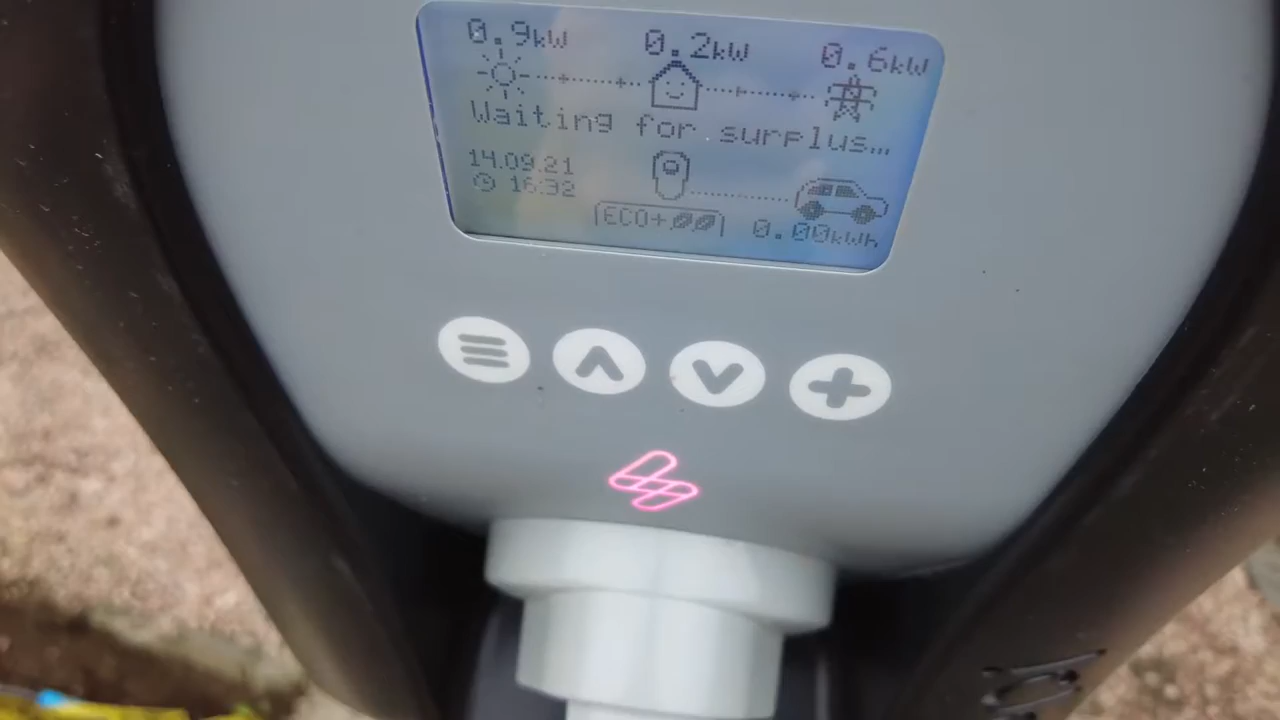 0.9kW 0.2kW 0.6kW
Waiting for surplus...
14.09.21
16:32
ECO+ 0.00kWh